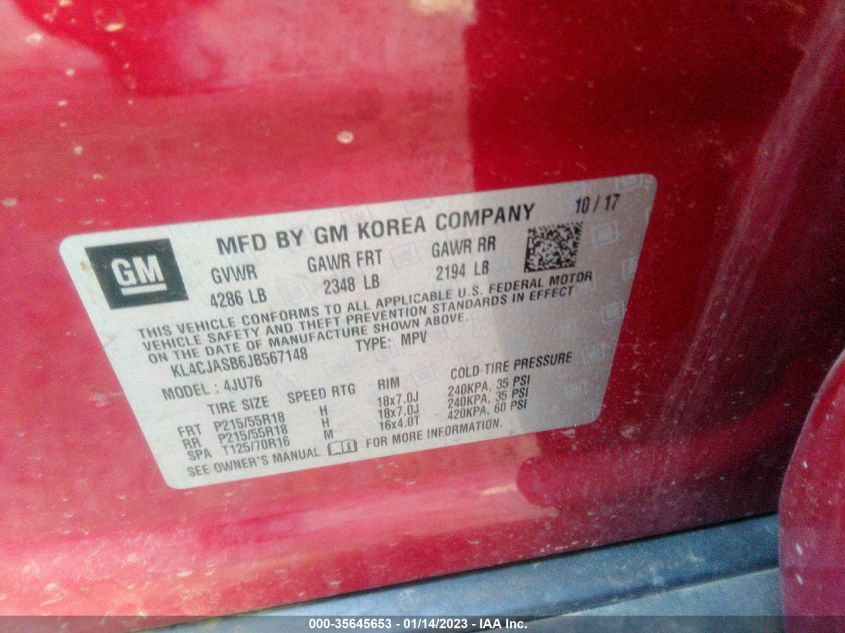 GM
MFD BY GM KOREA COMPANY 10 / 17
GVWR GAWR FRT GAWR RR
4286 LB 2348 LB 2194 LB
THIS VEHICLE CONFORMS TO ALL APPLICABLE U.S. FEDERAL MOTOR
VEHICLE SAFETY AND THEFT PREVENTION STANDARDS IN EFFECT
ON THE DATE OF MANUFACTURE SHOWN ABOVE.
KL4CJASB6JB567148 TYPE: MPV
MODEL: 4JU76
TIRE SIZE SPEED RTG RIM COLD TIRE PRESSURE
FRT P215/55R18 H 18x7.0J 240KPA, 35 PSI
RR P215/55R18 H 18x7.0J 240KPA, 35 PSI
SPA T125/70R16 M 16x4.0T 420KPA, 60 PSI
SEE OWNER'S MANUAL FOR MORE INFORMATION.
000-35645653 - 01/14/2023 - IAA Inc.